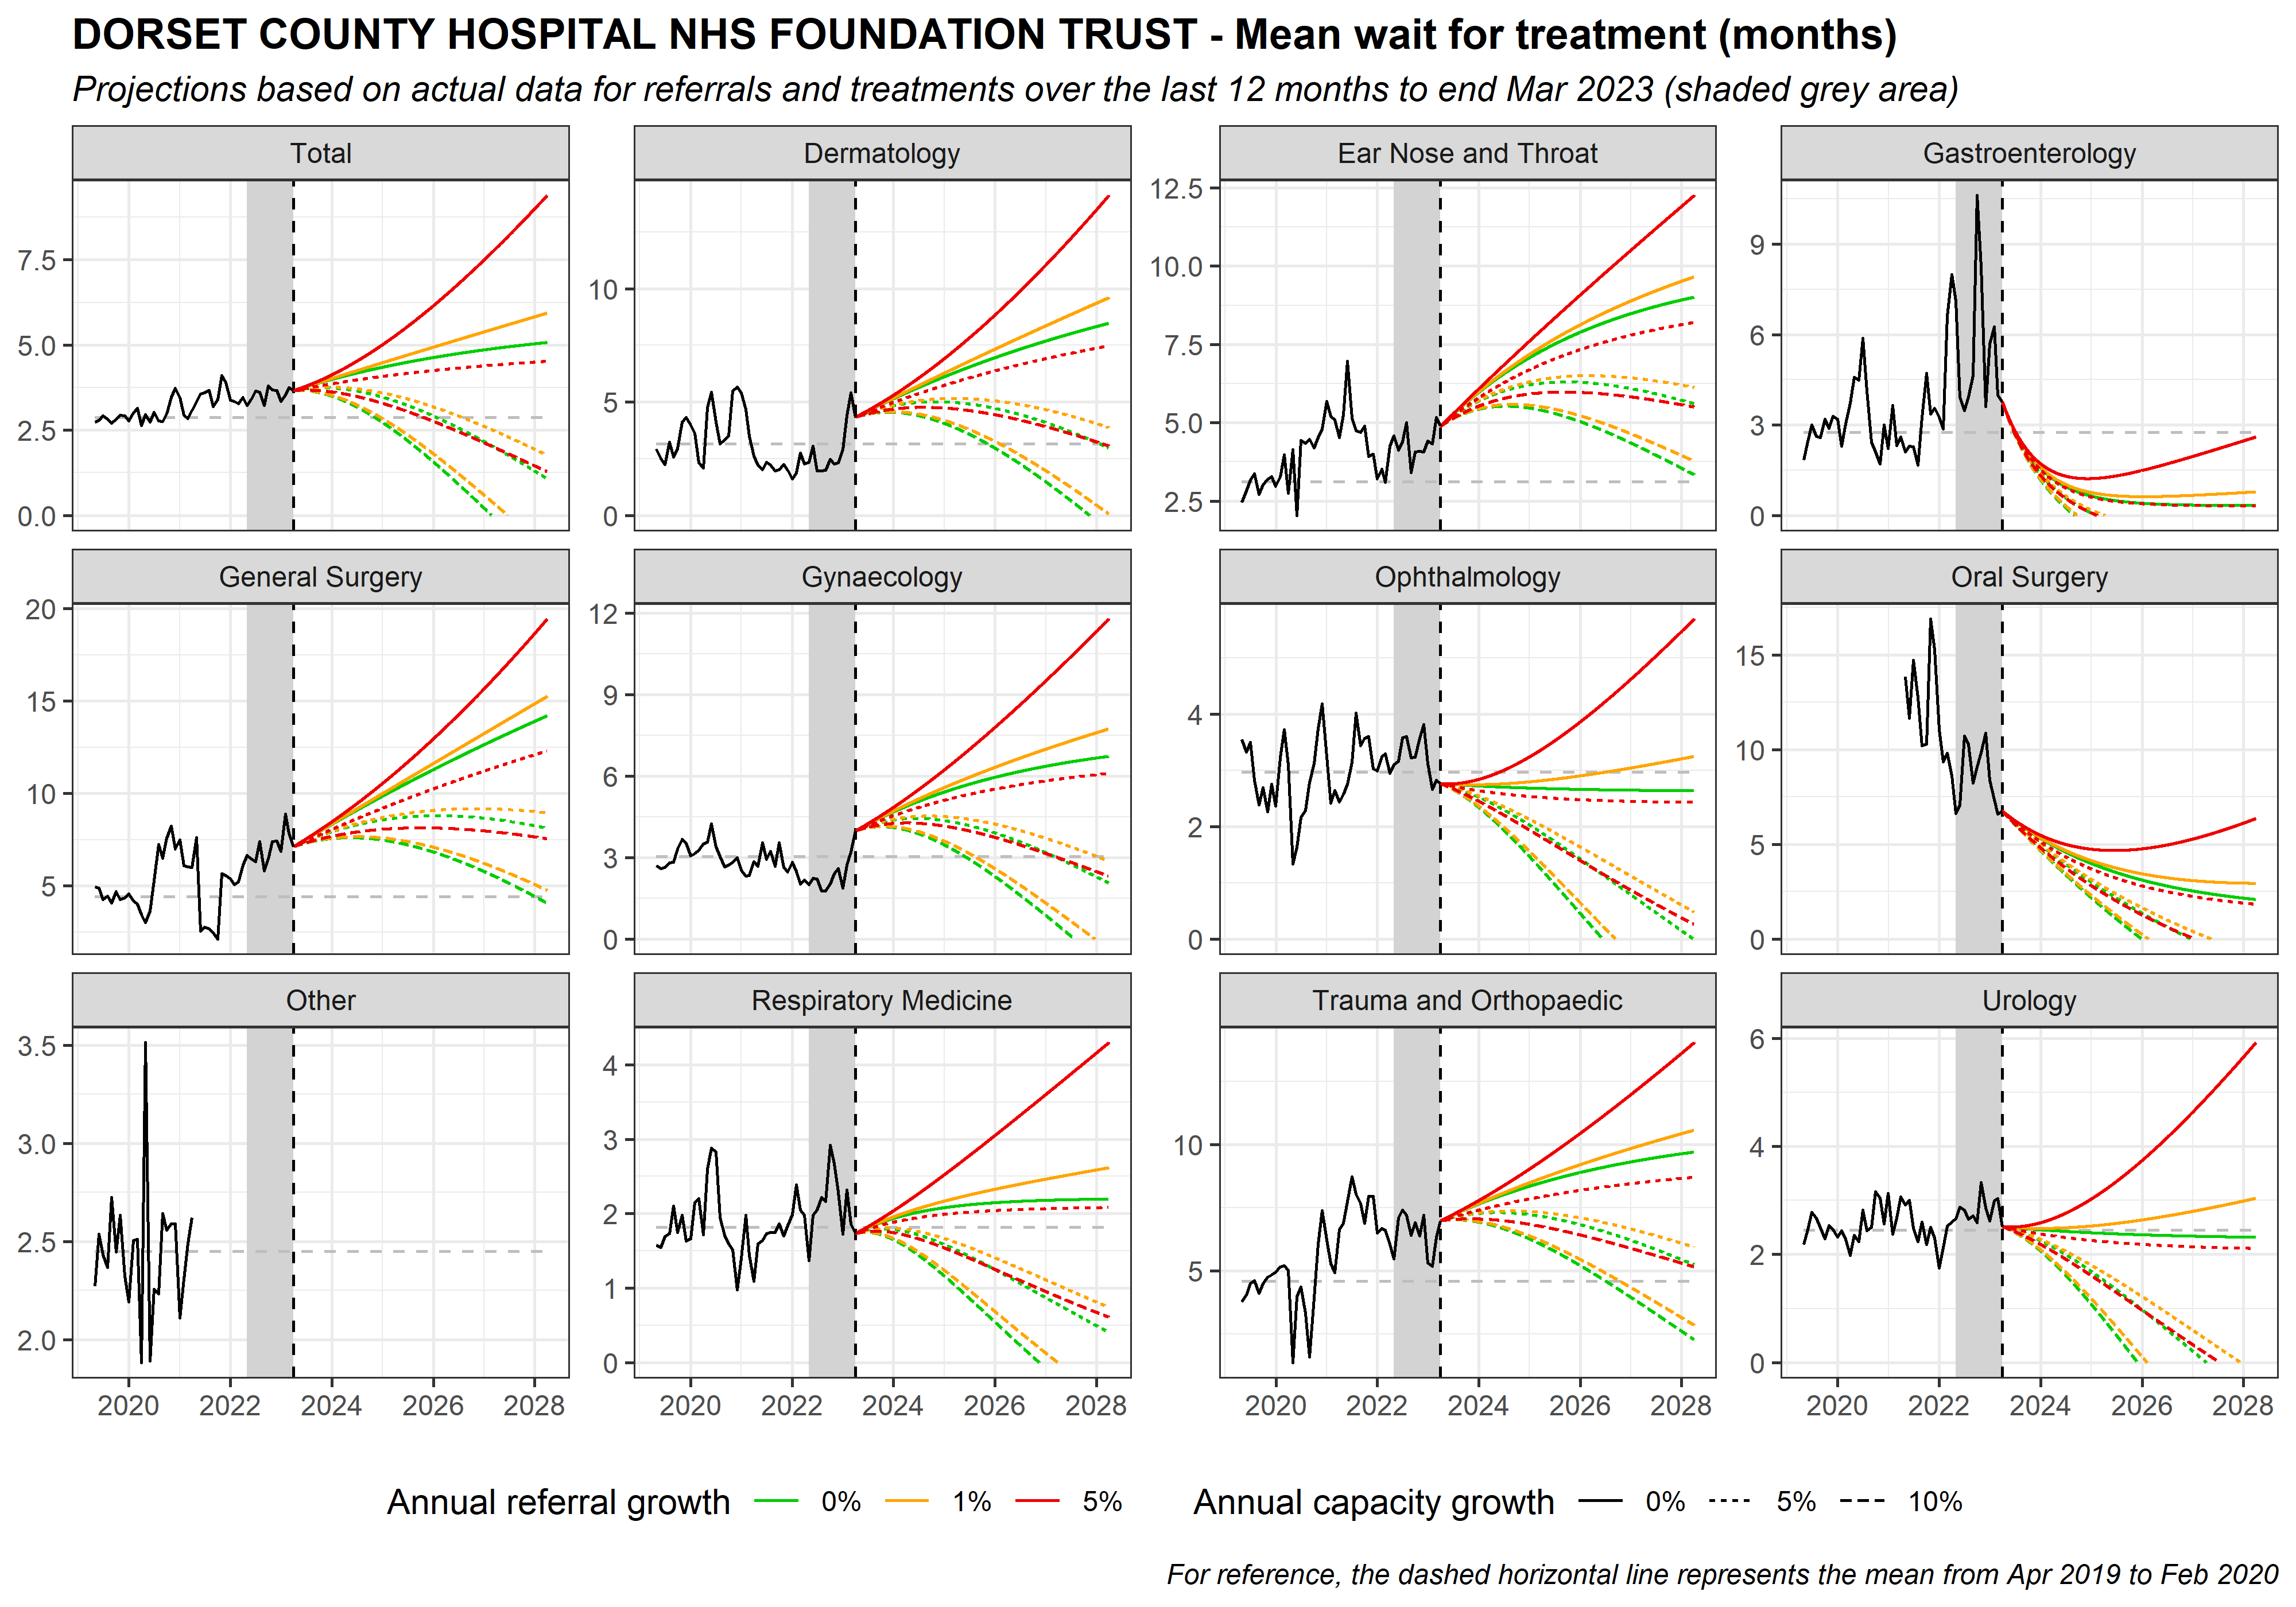 DORSET COUNTY HOSPITAL NHS FOUNDATION TRUST - Mean wait for treatment (months)
Projections based on actual data for referrals and treatments over the last 12 months to end Mar 2023 (shaded grey area)
Total
Dermatology
Ear Nose and Throat
Gastroenterology
7.5
5.0
2.5
0.0
10
5
0
12.5
10.0
7.5
5.0
2.5
9
6
3
0
General Surgery
Gynaecology
Ophthalmology
Oral Surgery
20
15
10
5
12
9
6
3
0
4
2
0
15
10
5
0
Other
Respiratory Medicine
Trauma and Orthopaedic
Urology
3.5
3.0
2.5
2.0
4
3
2
1
0
10
5
6
4
2
0
2020 2022 2024 2026 2028
2020 2022 2024 2026 2028
2020 2022 2024 2026 2028
2020 2022 2024 2026 2028
Annual referral growth 0% 1% 5%
Annual capacity growth 0% 5% 10%
For reference, the dashed horizontal line represents the mean from Apr 2019 to Feb 2020